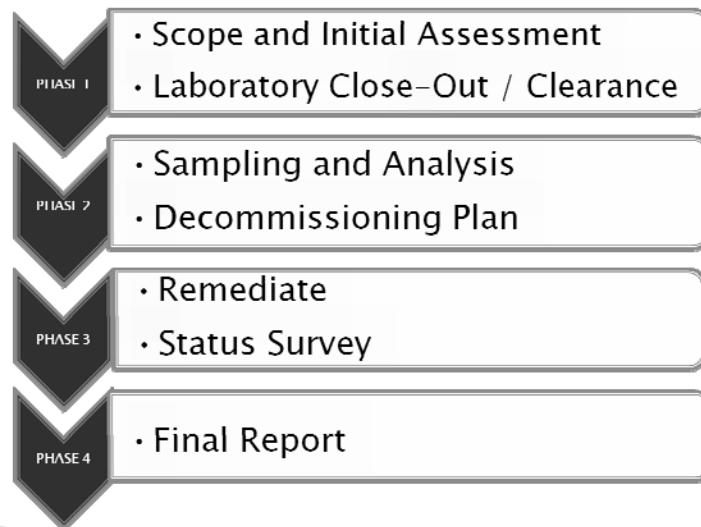 PHASE 1
· Scope and Initial Assessment
· Laboratory Close-Out / Clearance
PHASE 2
· Sampling and Analysis
· Decommissioning Plan
PHASE 3
· Remediate
· Status Survey
PHASE 4
· Final Report